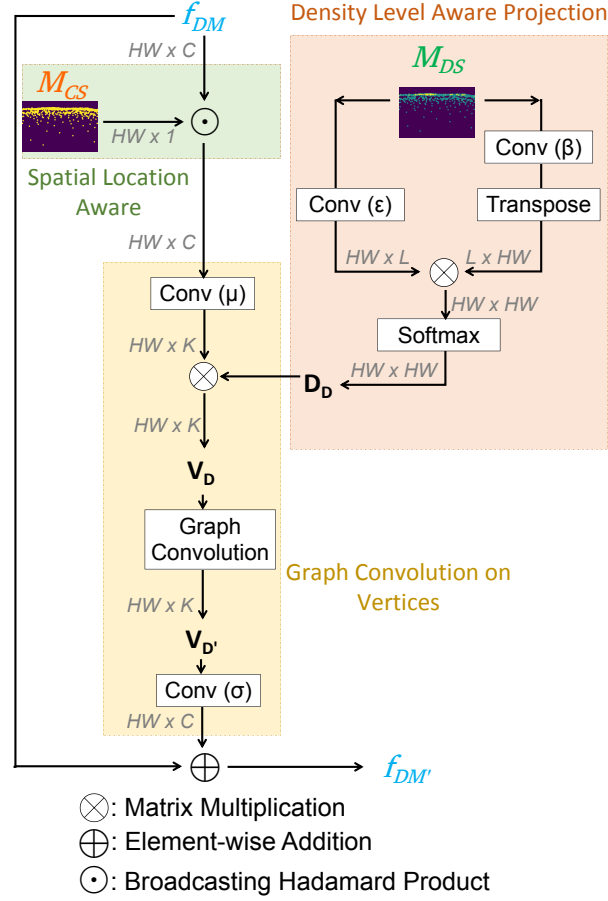 f_DM
Density Level Aware Projection
HW x C
M_CS
M_DS
HW x 1
Conv (β)
Spatial Location
Aware
Conv (ε)
Transpose
HW x C
HW x L
L x HW
Conv (μ)
HW x HW
Softmax
HW x K
HW x HW
D_D
HW x K
V_D
Graph
Convolution
Graph Convolution on
Vertices
HW x K
V_D'
Conv (σ)
HW x C
f_DM'
⊗: Matrix Multiplication
⊕: Element-wise Addition
⊙: Broadcasting Hadamard Product